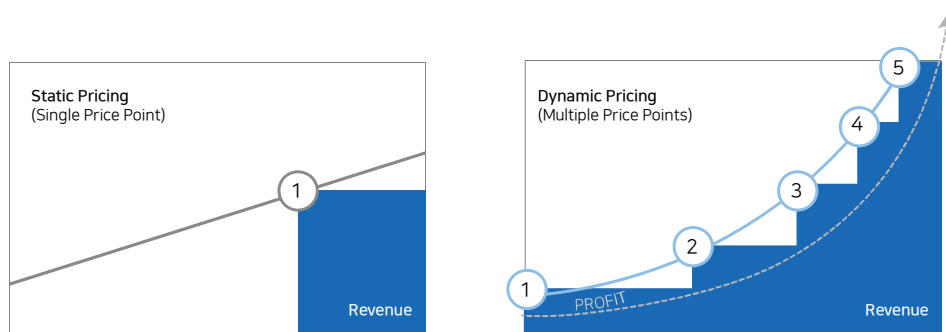 Static Pricing
(Single Price Point)
1
Revenue
Dynamic Pricing
(Multiple Price Points)
5
4
3
2
1
PROFIT
Revenue